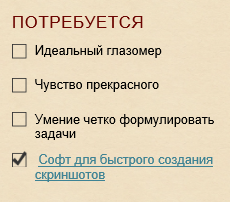 ПОТРЕБУЕТСЯ
Идеальный глазомер
Чувство прекрасного
Умение четко формулировать
задачи
Софт для быстрого создания
скриншотов